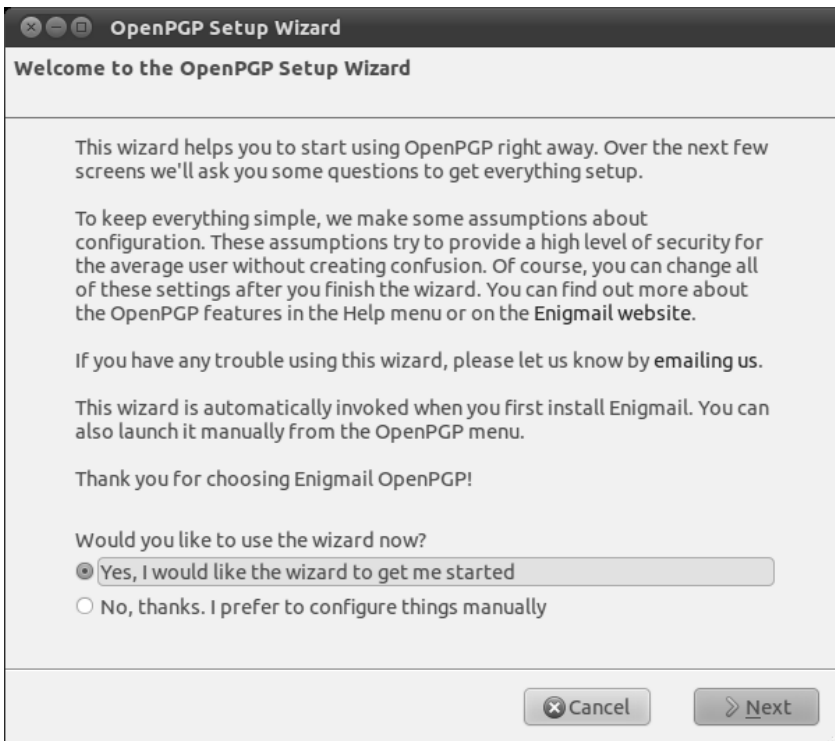 OpenPGP Setup Wizard
Welcome to the OpenPGP Setup Wizard
This wizard helps you to start using OpenPGP right away. Over the next few
screens we'll ask you some questions to get everything setup.
To keep everything simple, we make some assumptions about
configuration. These assumptions try to provide a high level of security for
the average user without creating confusion. Of course, you can change all
of these settings after you finish the wizard. You can find out more about
the OpenPGP features in the Help menu or on the Enigmail website.
If you have any trouble using this wizard, please let us know by emailing us.
This wizard is automatically invoked when you first install Enigmail. You can
also launch it manually from the OpenPGP menu.
Thank you for choosing Enigmail OpenPGP!
Would you like to use the wizard now?
Yes, I would like the wizard to get me started
No, thanks. I prefer to configure things manually
Cancel
Next